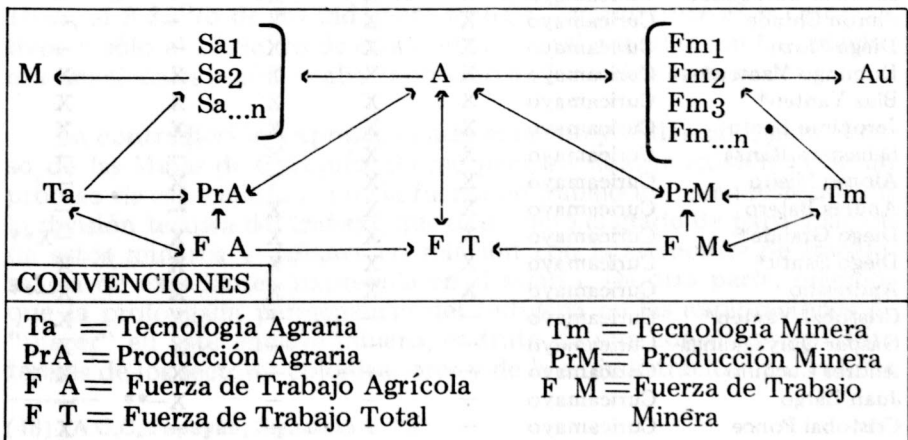 Sa1
M Sa2 A Fm1
Sa...n Fm2 Au
Fm3
Fm...n
Ta PrA PrM Tm
F A F T F M
CONVENCIONES
Ta = Tecnología Agraria
PrA = Producción Agraria
F A = Fuerza de Trabajo Agrícola
F T = Fuerza de Trabajo Total
Tm = Tecnología Minera
PrM = Producción Minera
F M = Fuerza de Trabajo
Minera